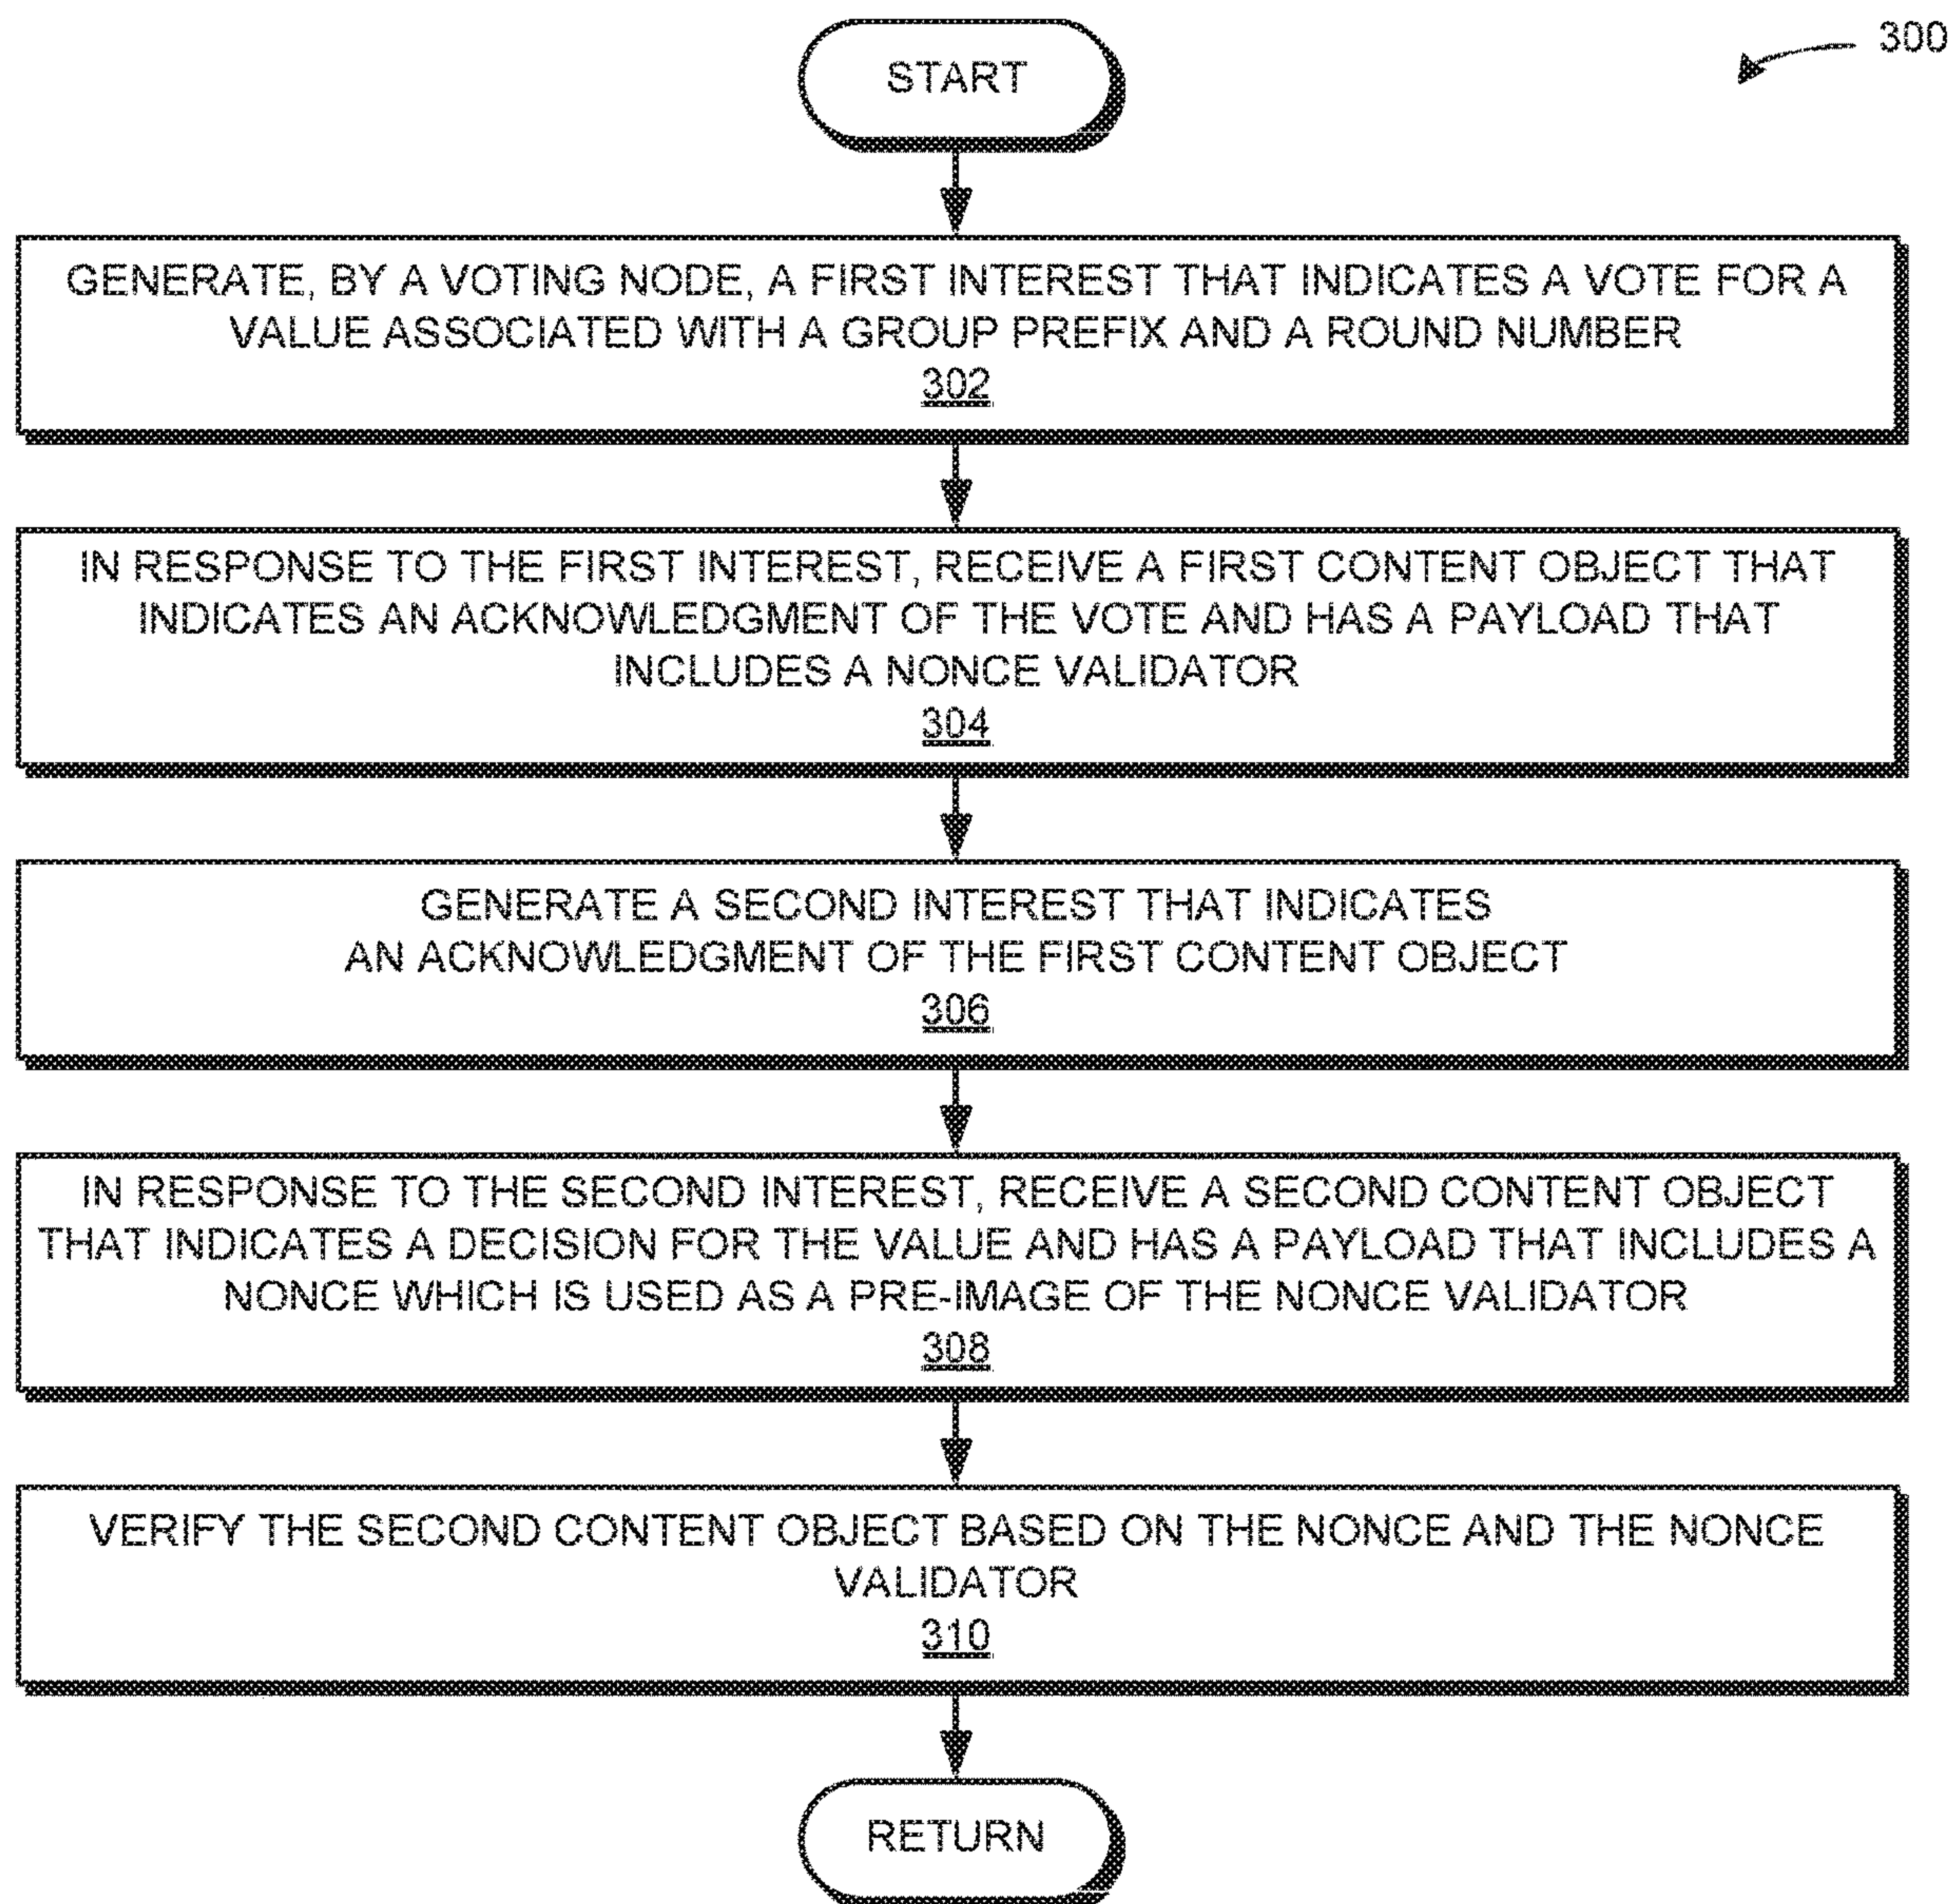 300
START
GENERATE, BY A VOTING NODE, A FIRST INTEREST THAT INDICATES A VOTE FOR A
VALUE ASSOCIATED WITH A GROUP PREFIX AND A ROUND NUMBER
302
IN RESPONSE TO THE FIRST INTEREST, RECEIVE A FIRST CONTENT OBJECT THAT
INDICATES AN ACKNOWLEDGMENT OF THE VOTE AND HAS A PAYLOAD THAT
INCLUDES A NONCE VALIDATOR
304
GENERATE A SECOND INTEREST THAT INDICATES
AN ACKNOWLEDGMENT OF THE FIRST CONTENT OBJECT
306
IN RESPONSE TO THE SECOND INTEREST, RECEIVE A SECOND CONTENT OBJECT
THAT INDICATES A DECISION FOR THE VALUE AND HAS A PAYLOAD THAT INCLUDES A
NONCE WHICH IS USED AS A PRE-IMAGE OF THE NONCE VALIDATOR
308
VERIFY THE SECOND CONTENT OBJECT BASED ON THE NONCE AND THE NONCE
VALIDATOR
310
RETURN